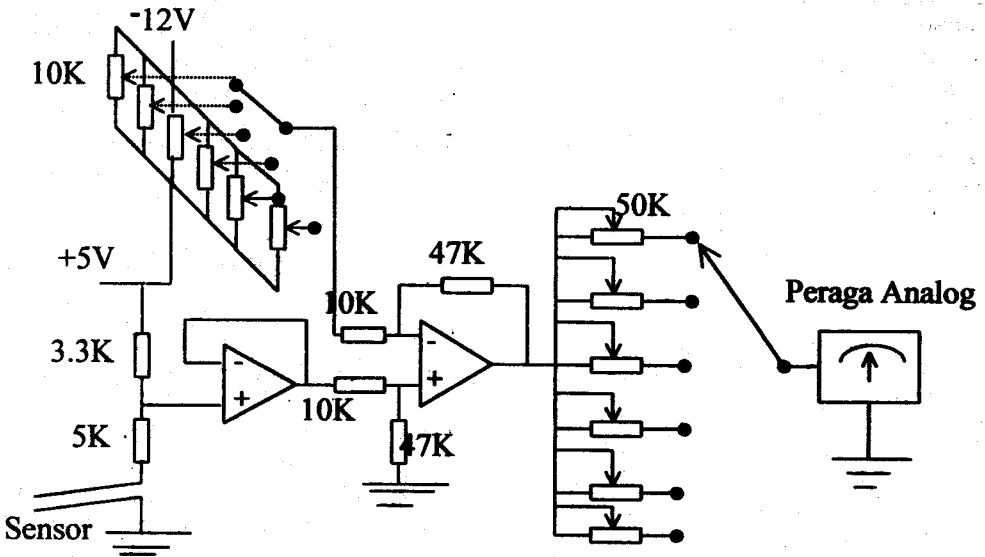 -12V
10K
50K
+5V
47K
Peraga Analog
10K
3.3K
-
-
+
+
10K
5K
47K
Sensor